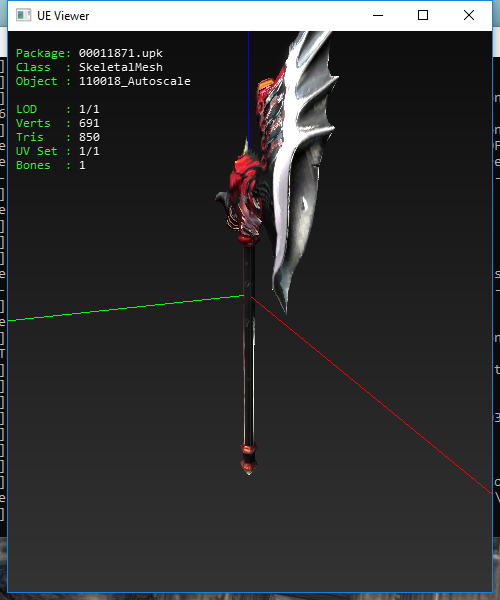 UE Viewer
Package: 00011871.upk
Class : SkeletalMesh
Object : 110018_Autoscale
LOD : 1/1
Verts : 691
Tris : 850
UV Set : 1/1
Bones : 1